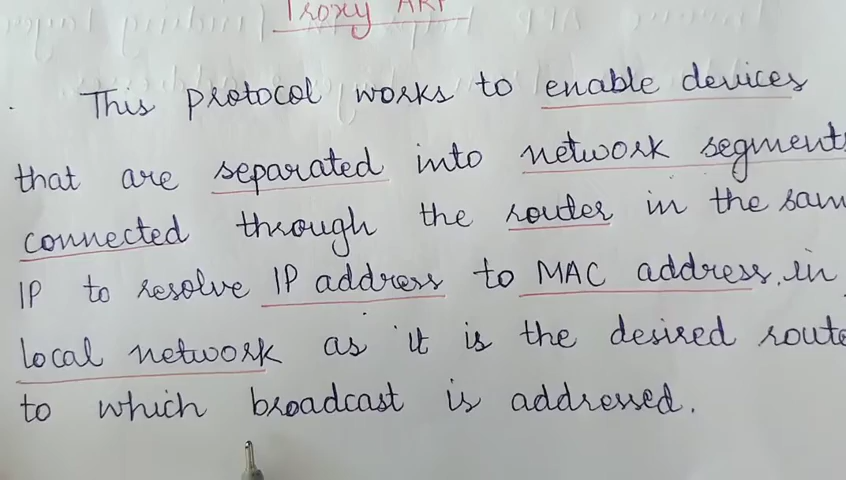 Proxy ARP
This protocol works to enable devices
that are separated into network segments
connected through the router in the same
IP to resolve IP address to MAC address in
local network as it is the desired route
to which broadcast is addressed.